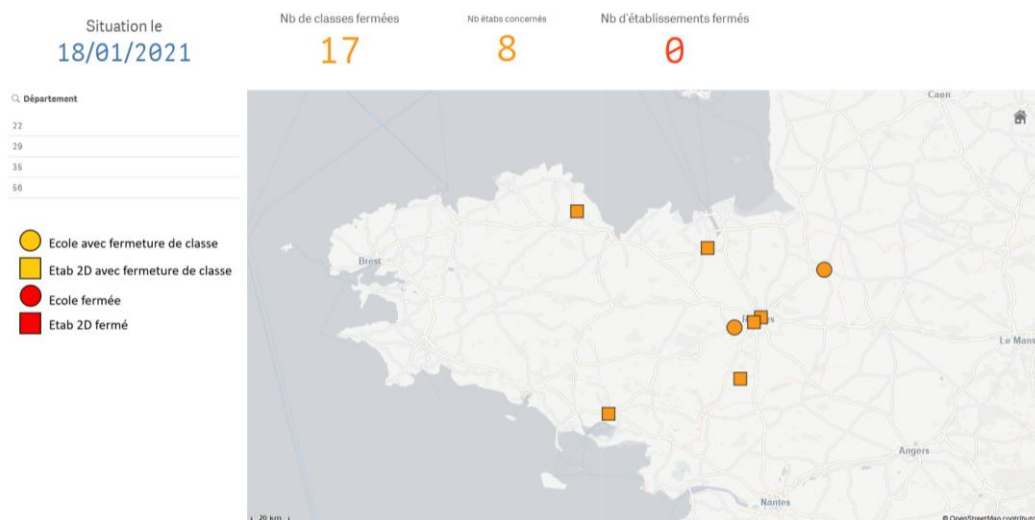 Situation le
18/01/2021
Nb de classes fermées
17
Nb étabs concernés
8
Nb d'établissements fermés
0
Département
22
29
35
56
Ecole avec fermeture de classe
Etab 2D avec fermeture de classe
Ecole fermée
Etab 2D fermé
Caen
Brest
Le Mans
Angers
Nantes
20 km
© OpenStreetMap contribut